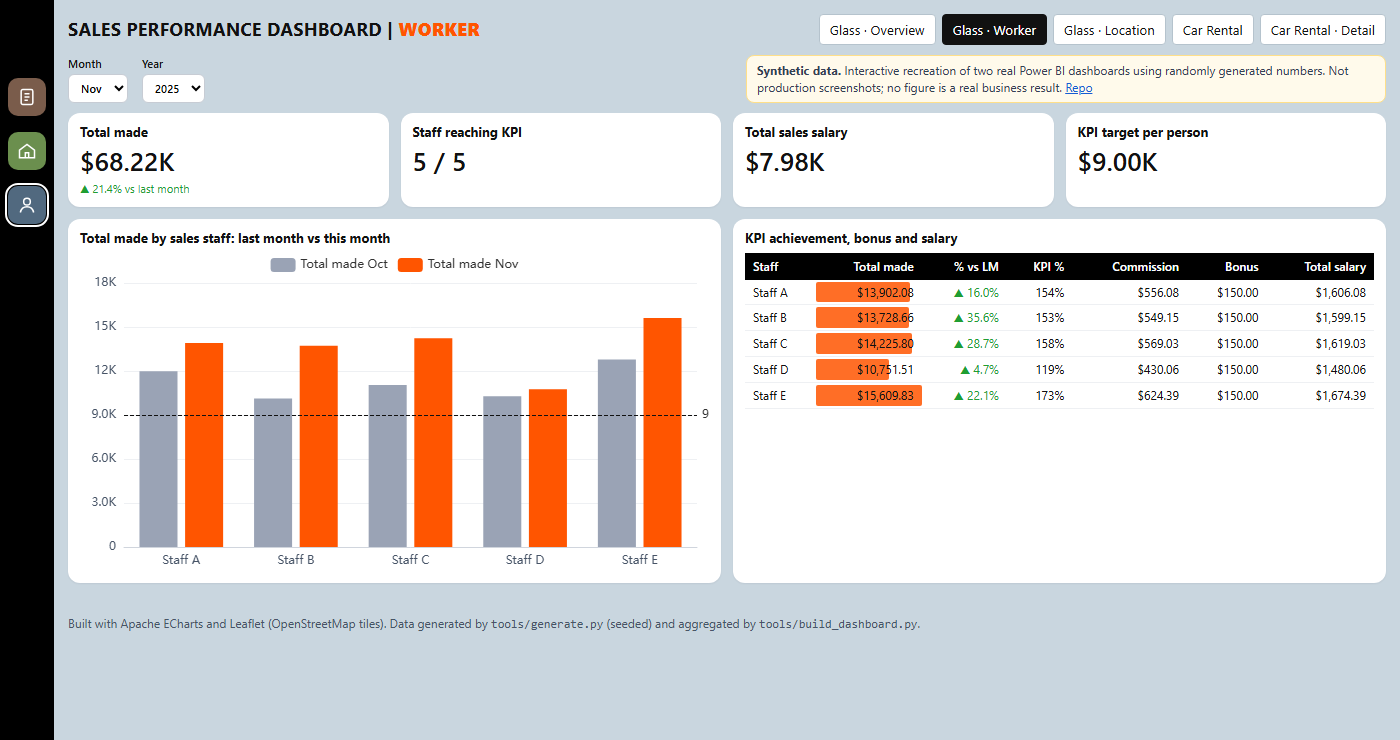 SALES PERFORMANCE DASHBOARD | WORKER
Glass · Overview
Glass · Worker
Glass · Location
Car Rental
Car Rental · Detail
Month
Year
Nov
2025
Synthetic data. Interactive recreation of two real Power BI dashboards using randomly generated numbers. Not
production screenshots; no figure is a real business result. Repo
Total made
$68.22K
▲ 21.4% vs last month
Staff reaching KPI
5 / 5
Total sales salary
$7.98K
KPI target per person
$9.00K
Total made by sales staff: last month vs this month
Total made Oct
Total made Nov
18K
15K
12K
9.0K
6.0K
3.0K
0
9
Staff A
Staff B
Staff C
Staff D
Staff E
KPI achievement, bonus and salary
Staff Total made % vs LM KPI % Commission Bonus Total salary
Staff A $13,902.08 ▲ 16.0% 154% $556.08 $150.00 $1,606.08
Staff B $13,728.66 ▲ 35.6% 153% $549.15 $150.00 $1,599.15
Staff C $14,225.80 ▲ 28.7% 158% $569.03 $150.00 $1,619.03
Staff D $10,751.51 ▲ 4.7% 119% $430.06 $150.00 $1,480.06
Staff E $15,609.83 ▲ 22.1% 173% $624.39 $150.00 $1,674.39
Built with Apache ECharts and Leaflet (OpenStreetMap tiles). Data generated by tools/generate.py (seeded) and aggregated by tools/build_dashboard.py.